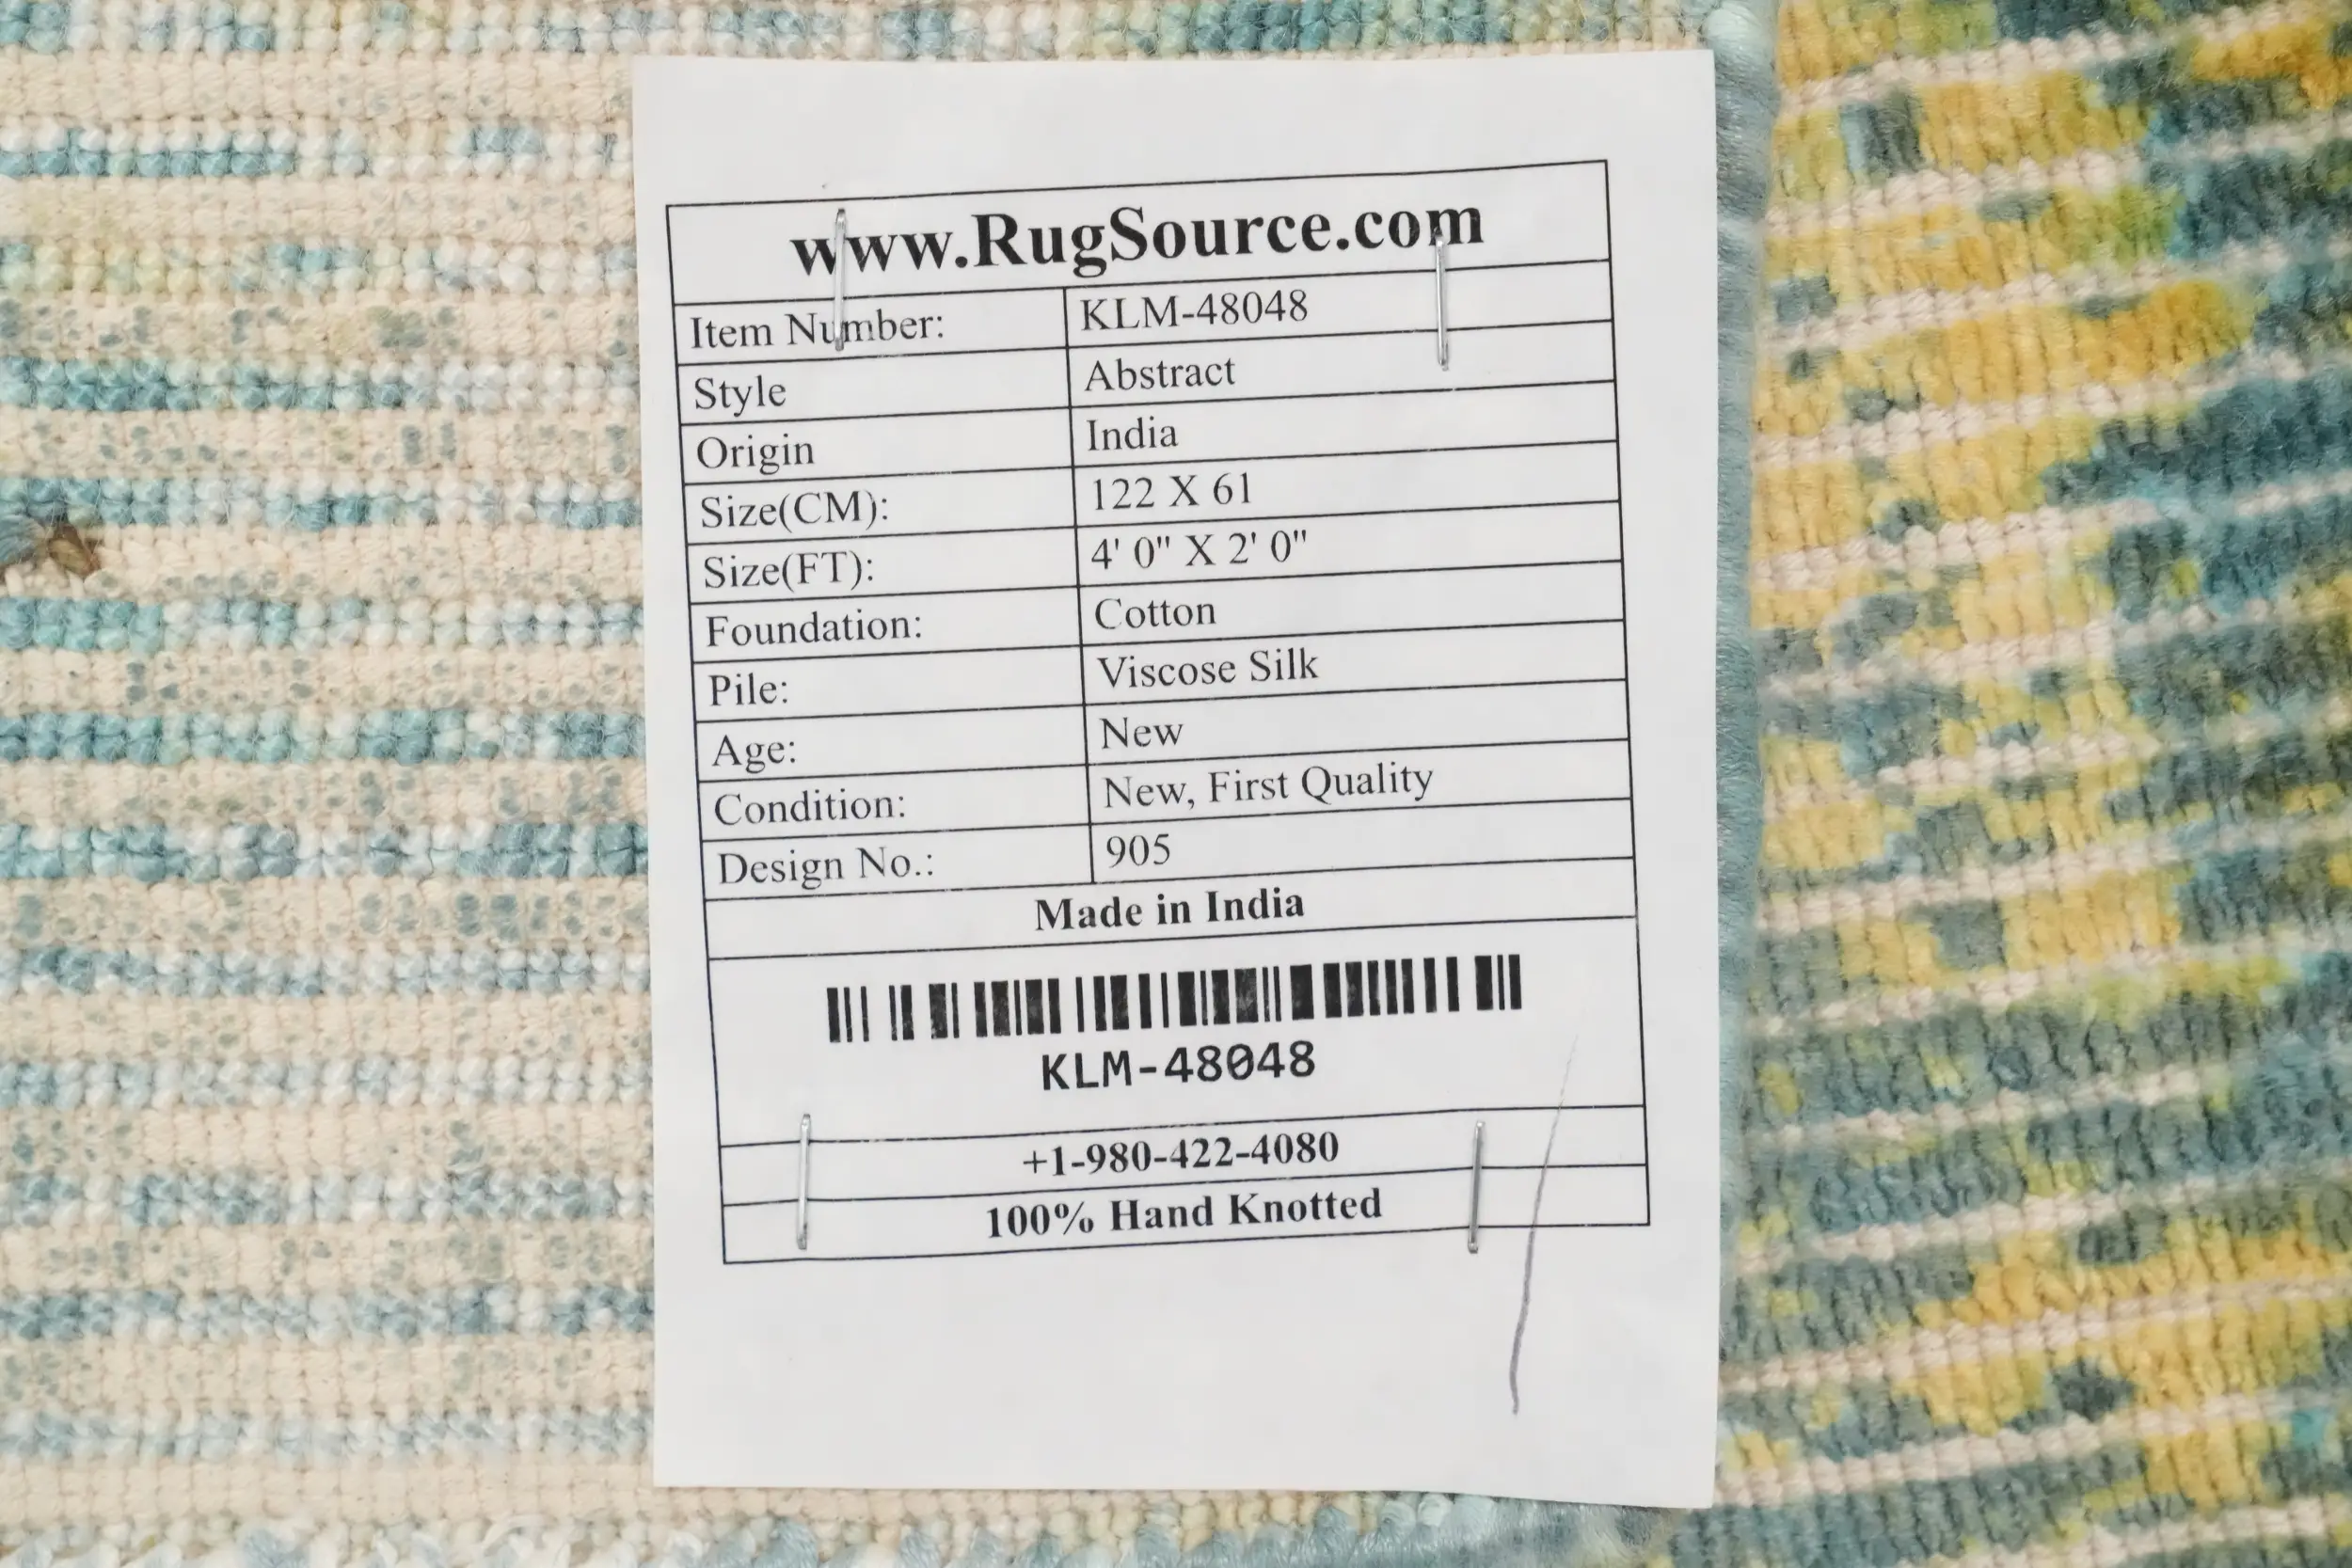 www.RugSource.com
Item Number: KLM-48048
Style Abstract
Origin India
Size(CM): 122 X 61
Size(FT): 4' 0" X 2' 0"
Foundation: Cotton
Pile: Viscose Silk
Age: New
Condition: New, First Quality
Design No.: 905
Made in India
KLM-48048
+1-980-422-4080
100% Hand Knotted